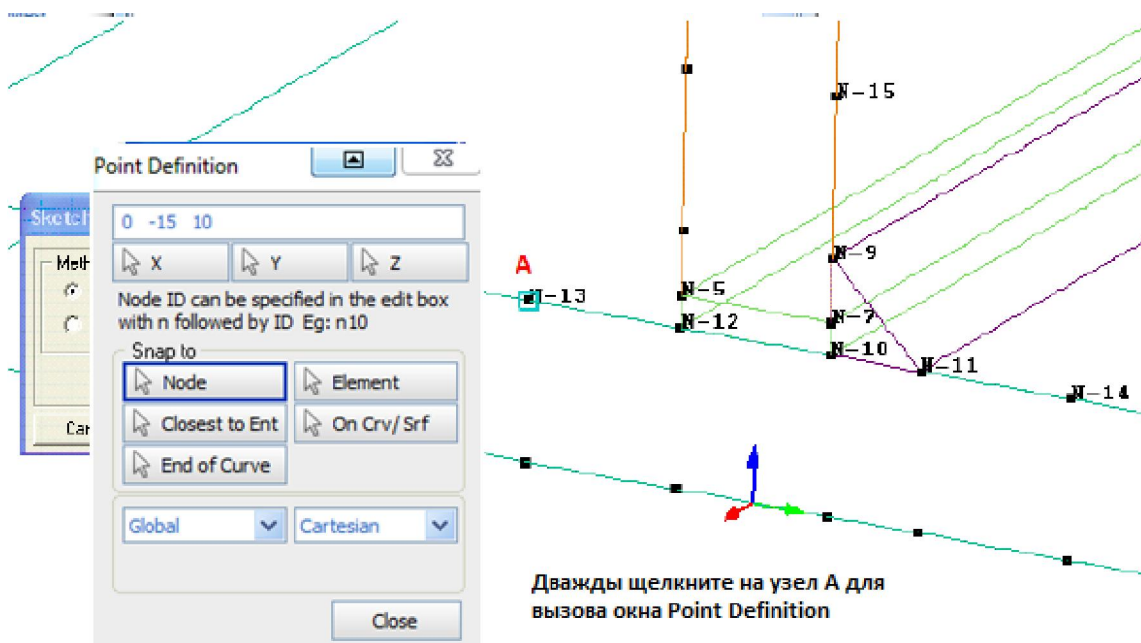 Point Definition
Sketch
0 -15 10
Meth
X Y Z
Node ID can be specified in the edit box
with n followed by ID Eg: n10
Snap to
Node Element
Closest to Ent On Crv/ Srf
End of Curve
Global Cartesian
Close
Car
N-15
N-9
A
N-13
N-5
N-7
N-12
N-10
N-11
N-14
Дважды щелкните на узел А для
вызова окна Point Definition